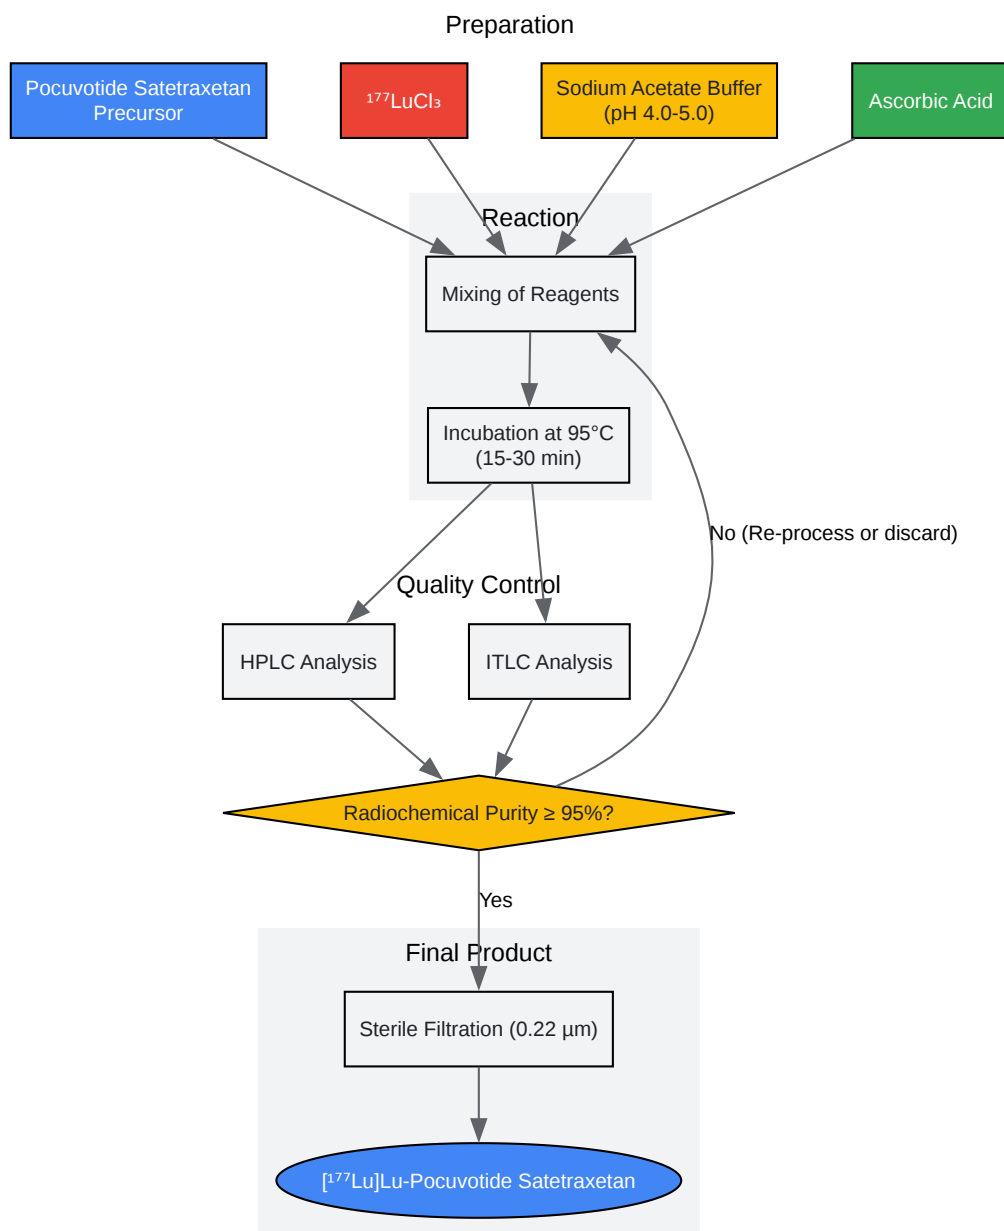 Preparation
Pocuvotide Satetraxetan
Precursor
¹⁷⁷LuCl₃
Sodium Acetate Buffer
(pH 4.0-5.0)
Ascorbic Acid
Reaction
Mixing of Reagents
Incubation at 95°C
(15-30 min)
No (Re-process or discard)
Quality Control
HPLC Analysis
ITLC Analysis
Radiochemical Purity ≥ 95%?
Yes
Final Product
Sterile Filtration (0.22 µm)
[¹⁷⁷Lu]Lu-Pocuvotide Satetraxetan